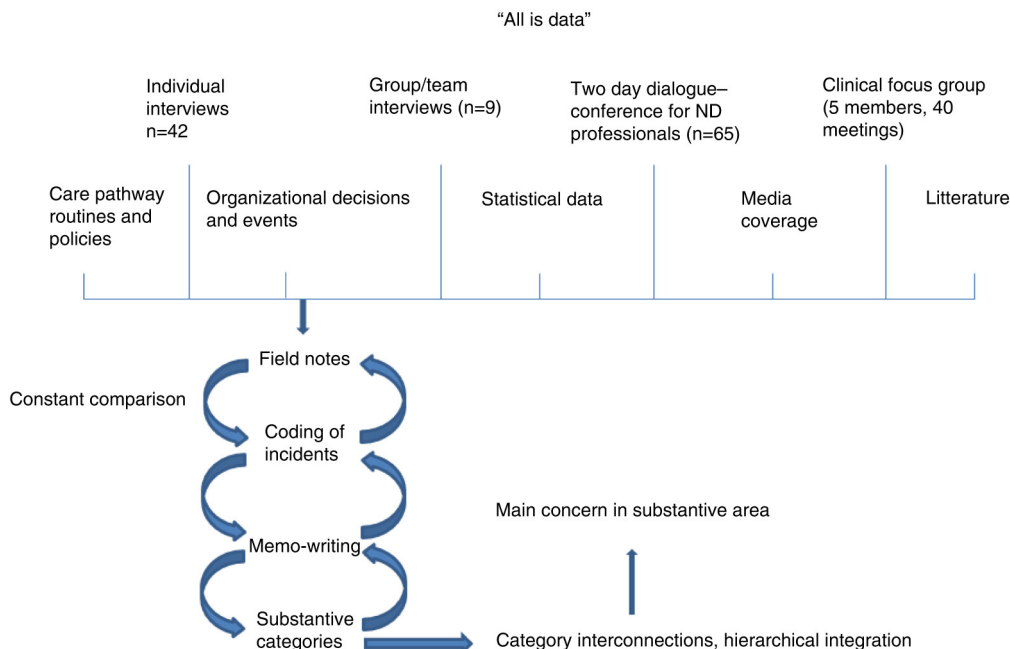 “All is data”
Individual
interviews
n=42
Group/team
interviews (n=9)
Two day dialogue–
conference for ND
professionals (n=65)
Clinical focus group
(5 members, 40
meetings)
Care pathway
routines and
policies
Organizational decisions
and events
Statistical data
Media
coverage
Litterature
Field notes
Constant comparison
Coding of
incidents
Main concern in substantive area
Memo-writing
Substantive
categories
Category interconnections, hierarchical integration